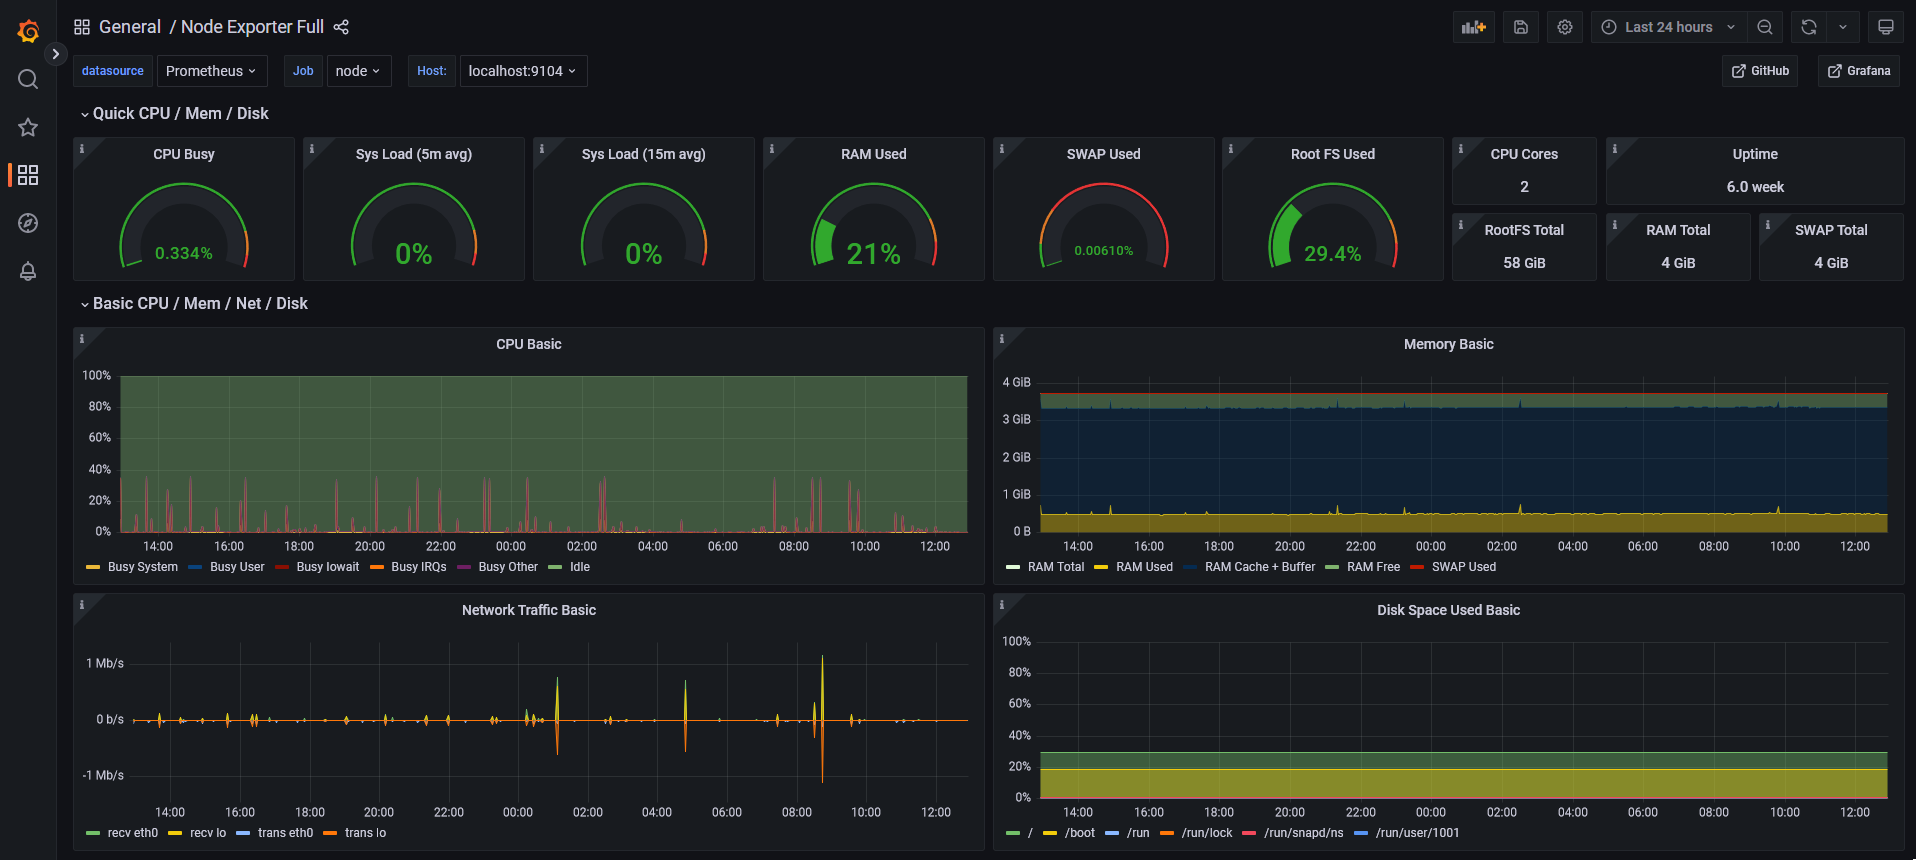 General / Node Exporter Full
Last 24 hours
datasource Prometheus Job node Host: localhost:9104
GitHub Grafana
Quick CPU / Mem / Disk
CPU Busy
0.334%
Sys Load (5m avg)
0%
Sys Load (15m avg)
0%
RAM Used
21%
SWAP Used
0.00610%
Root FS Used
29.4%
CPU Cores
2
Uptime
6.0 week
RootFS Total
58 GiB
RAM Total
4 GiB
SWAP Total
4 GiB
Basic CPU / Mem / Net / Disk
CPU Basic
100%
80%
60%
40%
20%
0%
14:00 16:00 18:00 20:00 22:00 00:00 02:00 04:00 06:00 08:00 10:00 12:00
Busy System Busy User Busy Iowait Busy IRQs Busy Other Idle
Memory Basic
4 GiB
3 GiB
2 GiB
1 GiB
0 B
14:00 16:00 18:00 20:00 22:00 00:00 02:00 04:00 06:00 08:00 10:00 12:00
RAM Total RAM Used RAM Cache + Buffer RAM Free SWAP Used
Network Traffic Basic
1 Mb/s
0 b/s
-1 Mb/s
14:00 16:00 18:00 20:00 22:00 00:00 02:00 04:00 06:00 08:00 10:00 12:00
recv eth0 recv lo trans eth0 trans lo
Disk Space Used Basic
100%
80%
60%
40%
20%
0%
14:00 16:00 18:00 20:00 22:00 00:00 02:00 04:00 06:00 08:00 10:00 12:00
/ /boot /run /run/lock /run/snapd/ns /run/user/1001